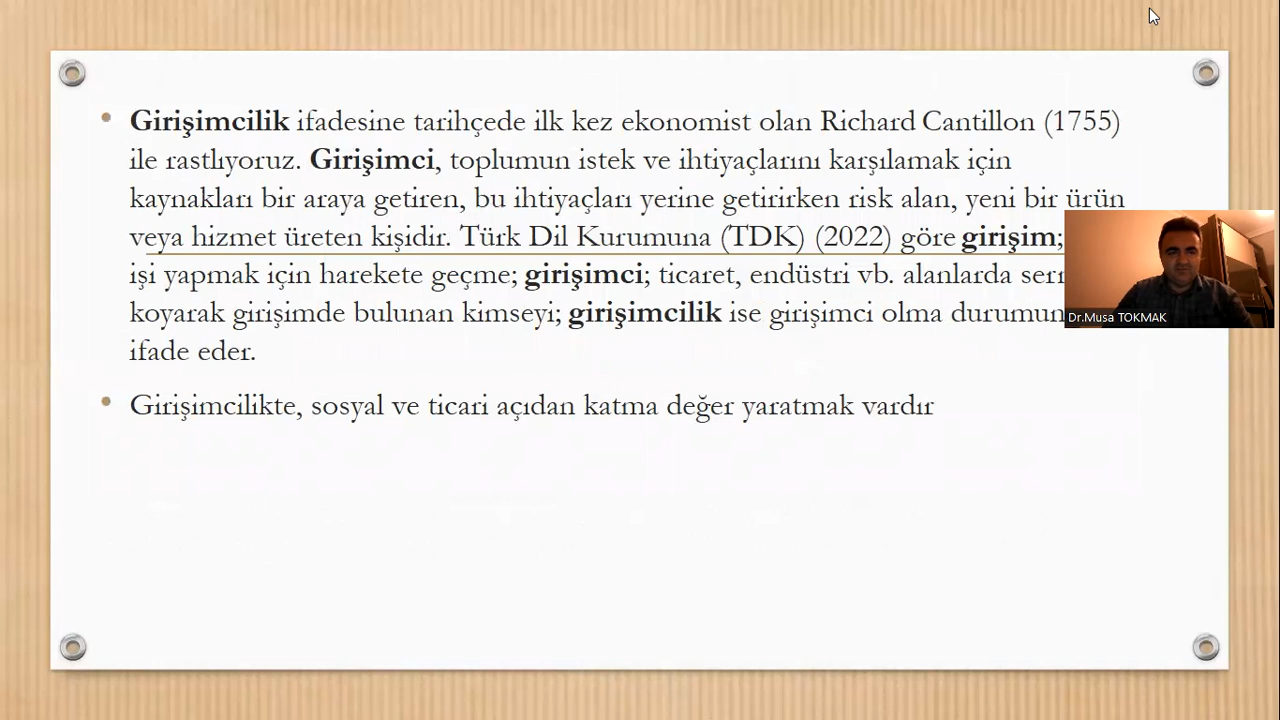 • Girişimcilik ifadesine tarihçede ilk kez ekonomist olan Richard Cantillon (1755)
ile rastlıyoruz. Girişimci, toplumun istek ve ihtiyaçlarını karşılamak için
kaynakları bir araya getiren, bu ihtiyaçları yerine getirirken risk alan, yeni bir ürün
veya hizmet üreten kişidir. Türk Dil Kurumuna (TDK) (2022) göre girişim;
işi yapmak için harekete geçme; girişimci; ticaret, endüstri vb. alanlarda
koyarak girişimde bulunan kimseyi; girişimcilik ise girişimci olma
ifade eder.
• Girişimcilikte, sosyal ve ticari açıdan katma değer yaratmak vardır
Dr.Musa TOKMAK